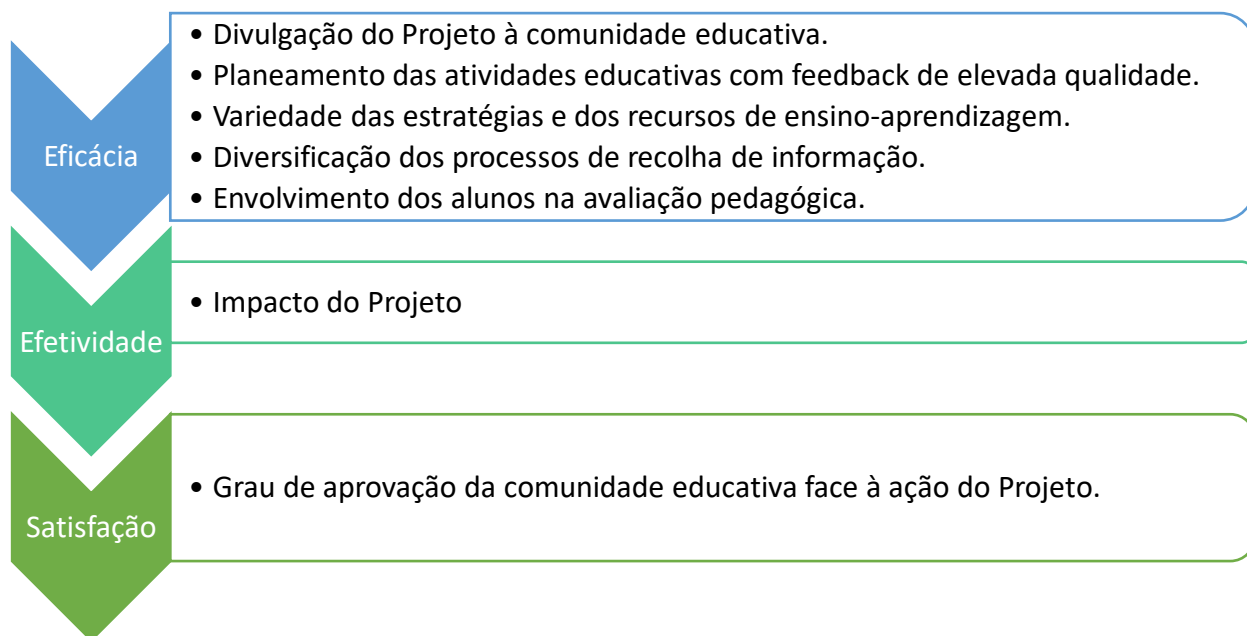 Eficácia
• Divulgação do Projeto à comunidade educativa.
• Planeamento das atividades educativas com feedback de elevada qualidade.
• Variedade das estratégias e dos recursos de ensino-aprendizagem.
• Diversificação dos processos de recolha de informação.
• Envolvimento dos alunos na avaliação pedagógica.
Efetividade
• Impacto do Projeto
Satisfação
• Grau de aprovação da comunidade educativa face à ação do Projeto.